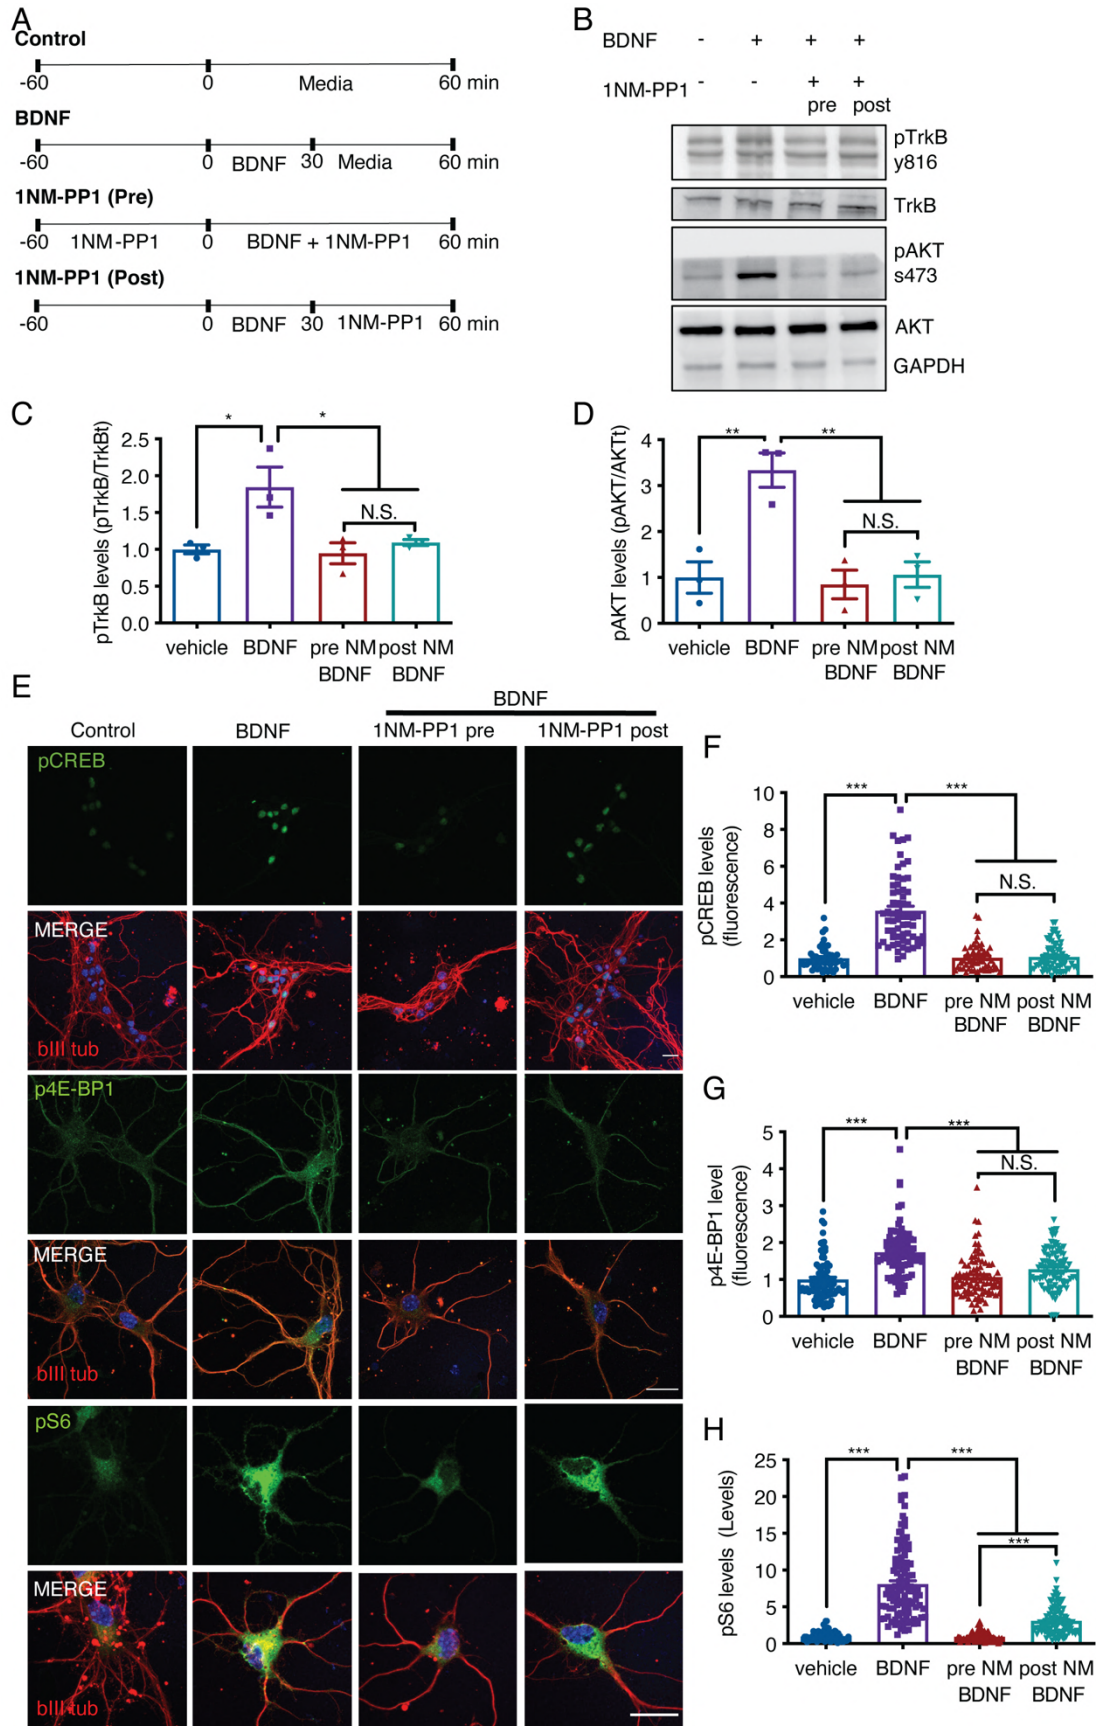 A
Control
-60 0 Media 60 min
BDNF
-60 0 BDNF 30 Media 60 min
1NM-PP1 (Pre)
-60 1NM-PP1 0 BDNF + 1NM-PP1 60 min
1NM-PP1 (Post)
-60 0 BDNF 30 1NM-PP1 60 min
B
BDNF - + + +
1NM-PP1 - - + +
pre post
pTrkB
y816
TrkB
pAKT
s473
AKT
GAPDH
C
pTrkB levels (pTrkB/TrkBt)
2.5
2.0
1.5
1.0
0.5
0.0
* *
N.S.
vehicle BDNF pre NM post NM
BDNF BDNF
D
pAKT levels (pAKT/AKTt)
4
3
2
1
0
** **
N.S.
vehicle BDNF pre NM post NM
BDNF BDNF
E
BDNF
Control BDNF 1NM-PP1 pre 1NM-PP1 post
pCREB
MERGE
bIII tub
p4E-BP1
MERGE
bIII tub
pS6
MERGE
bIII tub
F
pCREB levels
(fluorescence)
10
8
6
4
2
0
*** ***
N.S.
vehicle BDNF pre NM post NM
BDNF BDNF
G
p4E-BP1 level
(fluorescence)
5
4
3
2
1
0
*** ***
N.S.
vehicle BDNF pre NM post NM
BDNF BDNF
H
pS6 levels (Levels)
25
20
15
10
5
0
*** ***
***
vehicle BDNF pre NM post NM
BDNF BDNF